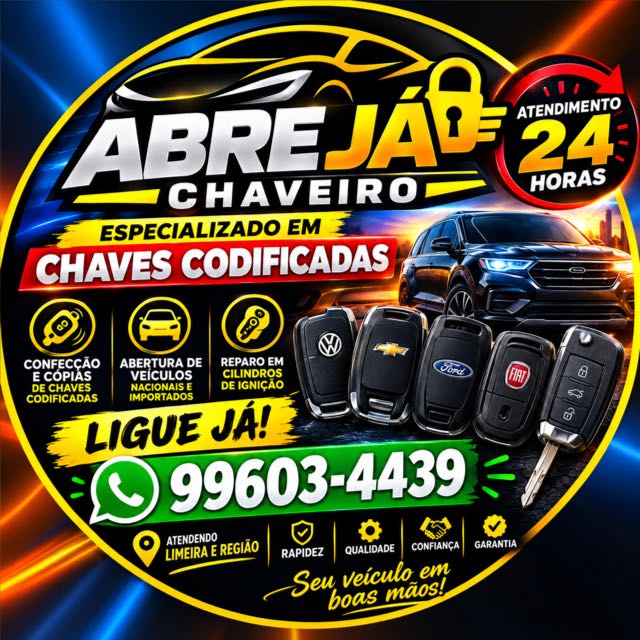 ABRE JÁ
CHAVEIRO
ATENDIMENTO
24
HORAS
ESPECIALIZADO EM
CHAVES CODIFICADAS
CONFECÇÃO
E CÓPIAS
DE CHAVES
CODIFICADAS
ABERTURA DE
VEÍCULOS
NACIONAIS E
IMPORTADOS
REPARO EM
CILINDROS
DE IGNIÇÃO
VW
Ford
FIAT
LIGUE JÁ!
99603-4439
ATENDENDO
LIMEIRA E REGIÃO
RAPIDEZ
QUALIDADE
CONFIANÇA
GARANTIA
Seu veículo em
boas mãos!